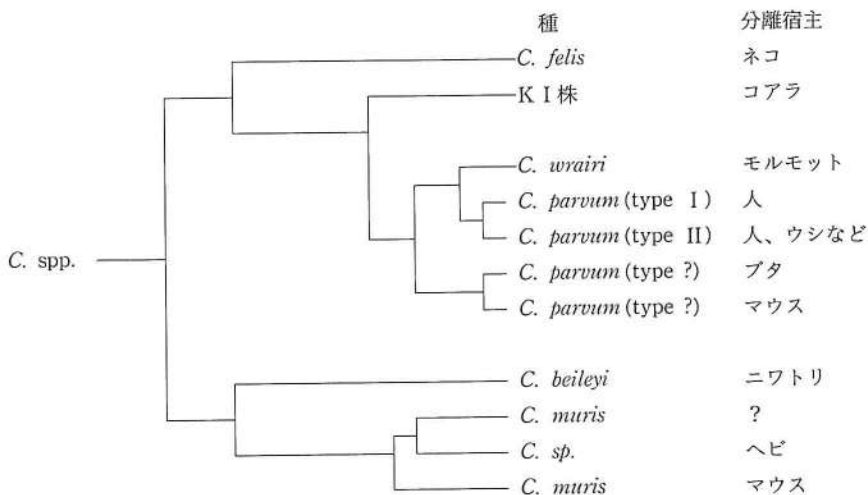 種 分離宿主
C. felis ネコ
K I 株 コアラ
C. wrairi モルモット
C. parvum (type I) 人
C. parvum (type II) 人、ウシなど
C. spp.
C. parvum (type ?) ブタ
C. parvum (type ?) マウス
C. beileyi ニワトリ
C. muris ?
C. sp. ヘビ
C. muris マウス